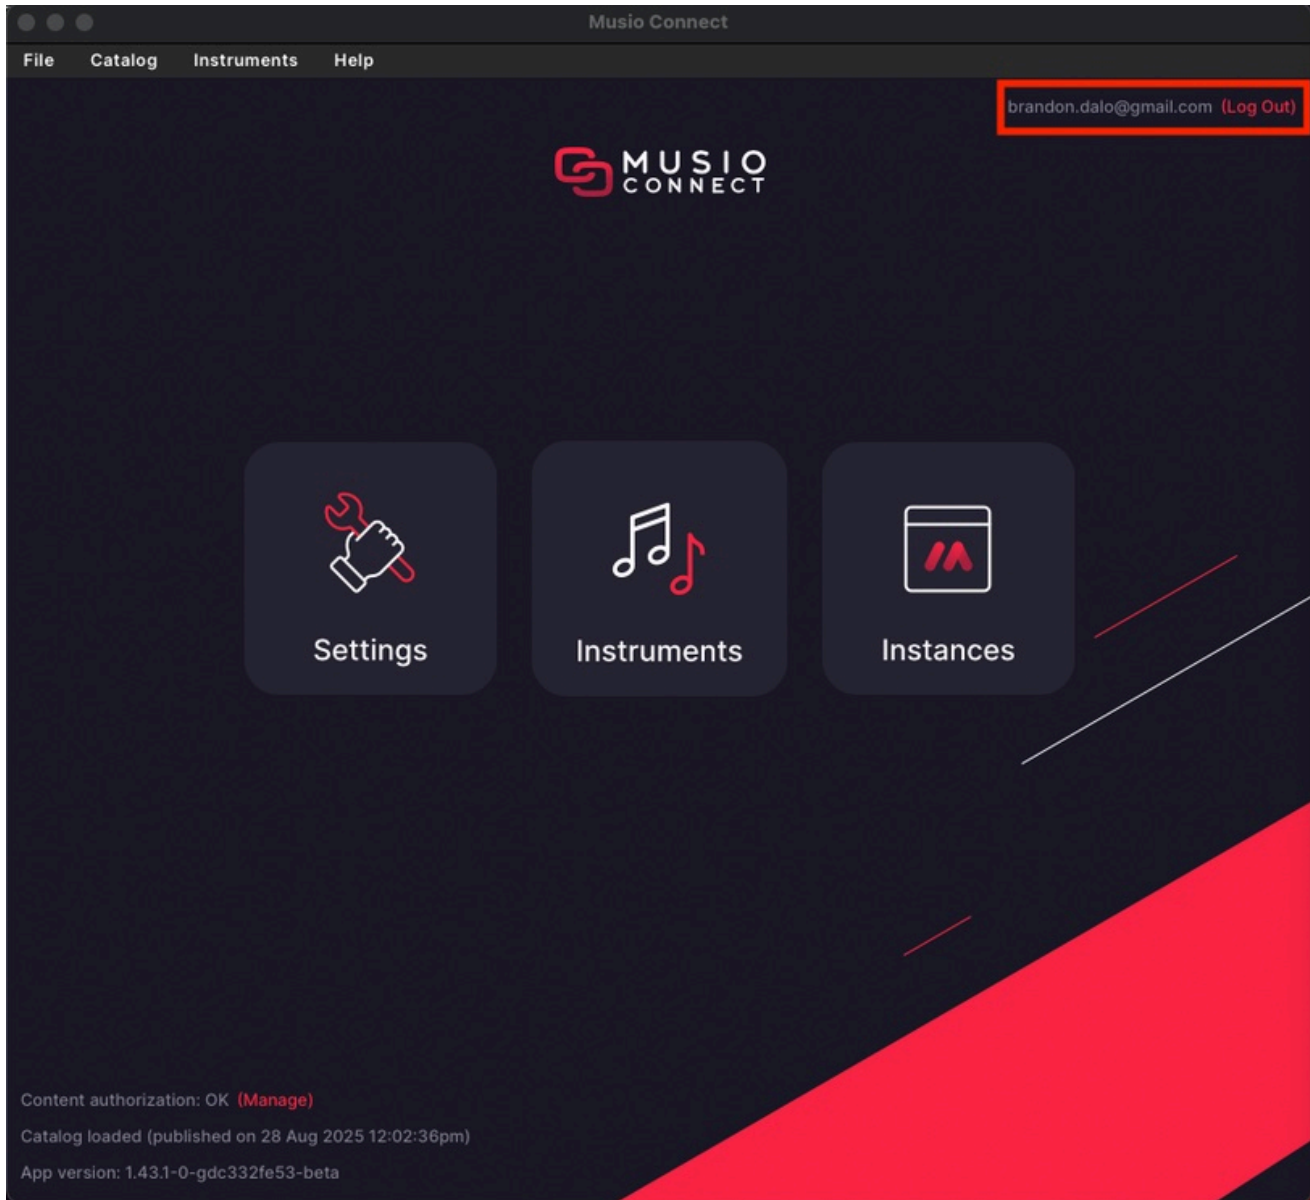 Musio Connect
File Catalog Instruments Help
brandon.dalo@gmail.com (Log Out)
MUSIO
CONNECT
Settings Instruments Instances
Content authorization: OK (Manage)
Catalog loaded (published on 28 Aug 2025 12:02:36pm)
App version: 1.43.1-0-gdc332fe53-beta